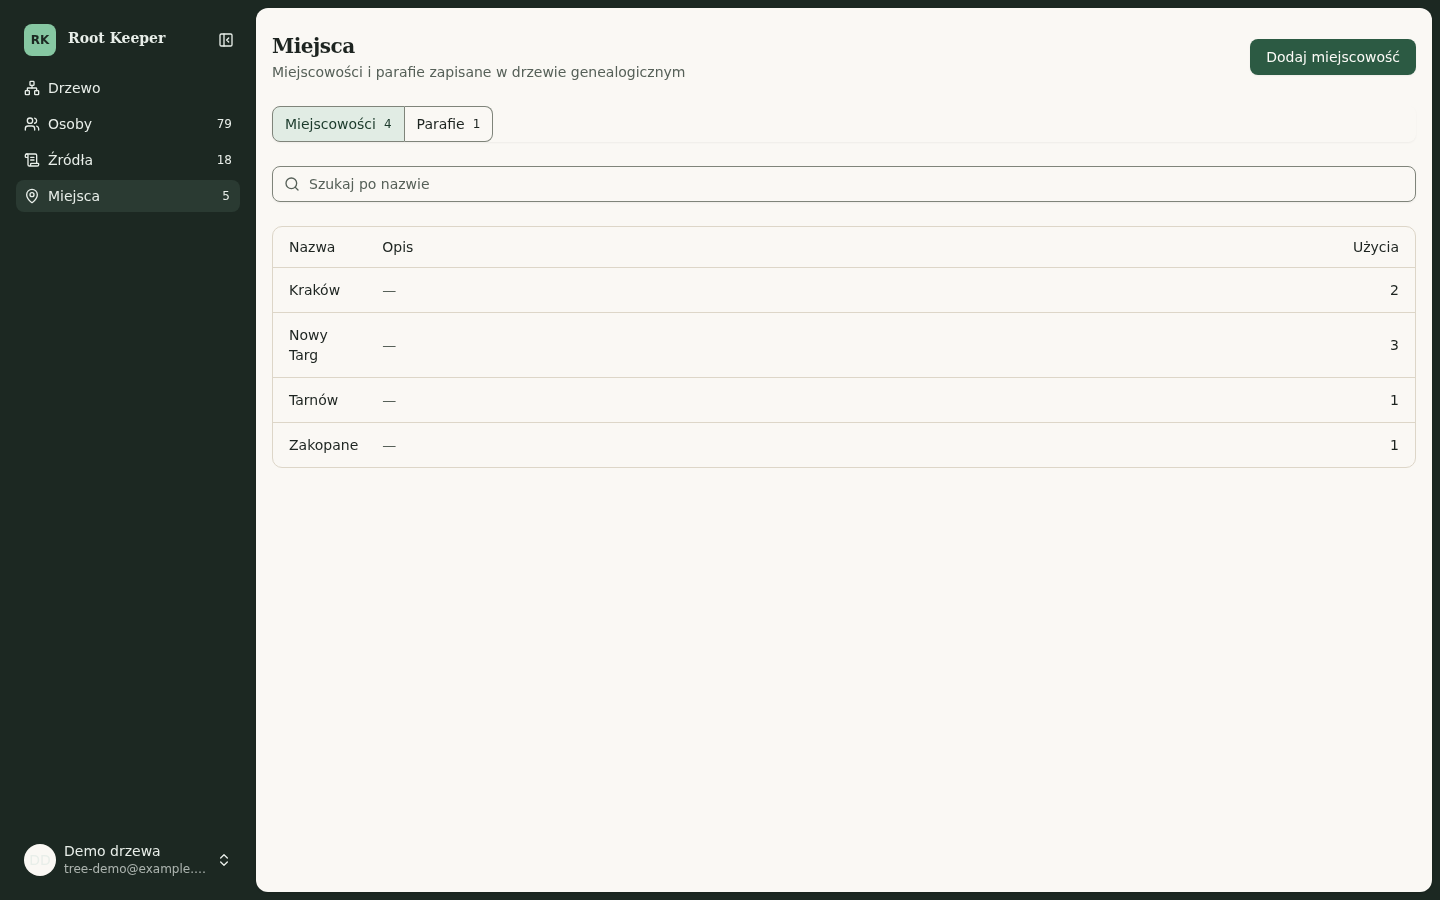 RK
Root Keeper
Drzewo
Osoby 79
Źródła 18
Miejsca 5
DD
Demo drzewa
tree-demo@example....
Miejsca
Miejscowości i parafie zapisane w drzewie genealogicznym
Dodaj miejscowość
Miejscowości 4
Parafie 1
Szukaj po nazwie
Nazwa Opis Użycia
Kraków — 2
Nowy
Targ — 3
Tarnów — 1
Zakopane — 1